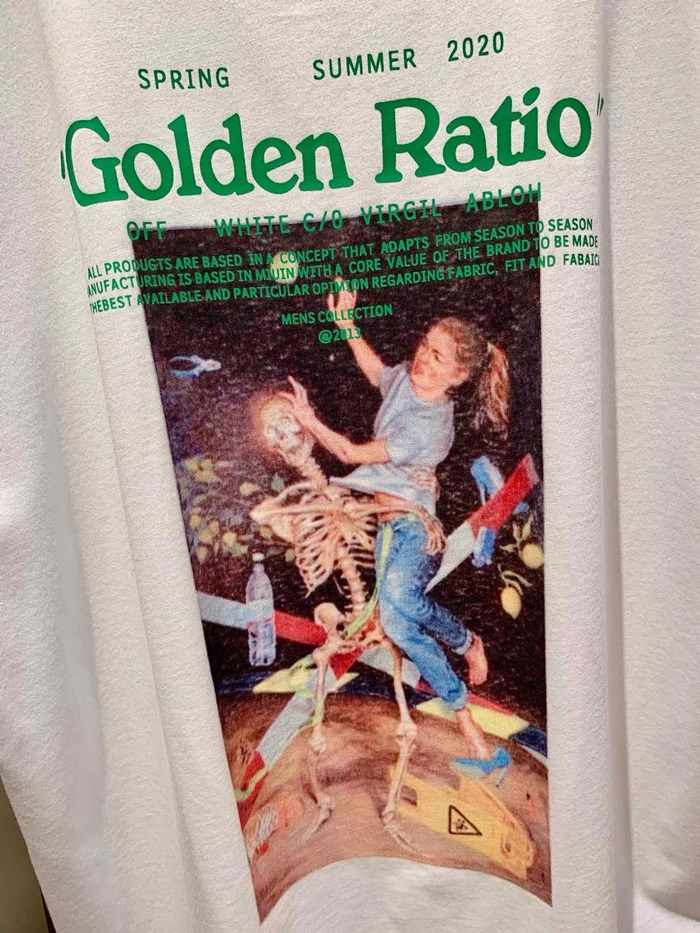 SPRING SUMMER 2020
"Golden Ratio"
OFF WHITE C/O VIRGIL ABLOH
ALL PRODUGTS ARE BASED IN A CONCEPT THAT ADAPTS FROM SEASON TO SEASON
ANUFACTURING IS BASED IN MIUIN WITH A CORE VALUE OF THE BRAND TO BE MADE
THEBEST AVAILABLE AND PARTICULAR OPIMION REGARDING FABRIC, FIT AND FABAIC
MENS COLLECTION
@2013